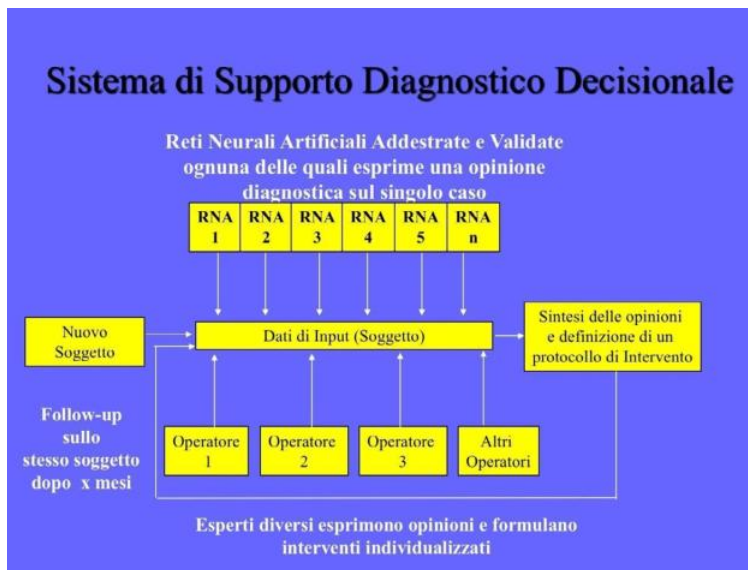 Sistema di Supporto Diagnostico Decisionale
Reti Neurali Artificiali Addestrate e Validate
ognuna delle quali esprime una opinione
diagnostica sul singolo caso
RNA RNA RNA RNA RNA RNA
1 2 3 4 5 n
Nuovo
Soggetto
Dati di Input (Soggetto)
Sintesi delle opinioni
e definizione di un
protocollo di Intervento
Follow-up
sullo
stesso soggetto
dopo x mesi
Operatore
1
Operatore
2
Operatore
3
Altri
Operatori
Esperti diversi esprimono opinioni e formulano
interventi individualizzati